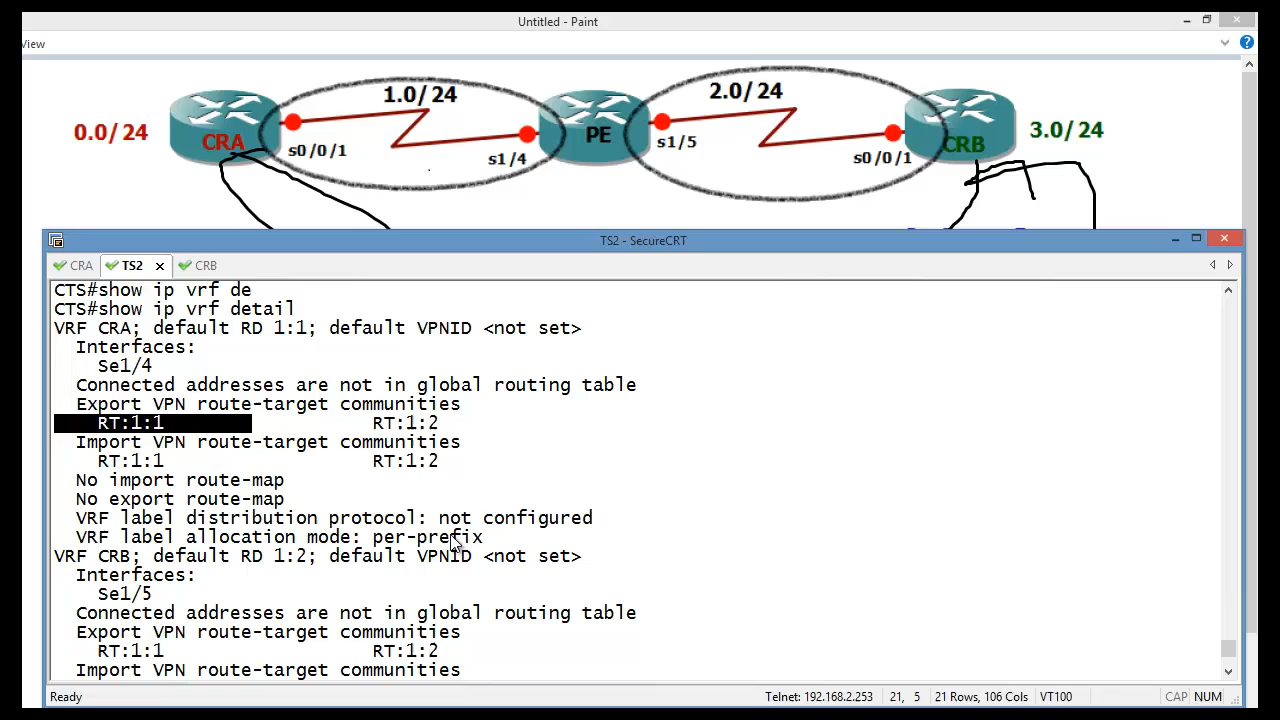 Untitled - Paint
View
1.0/24
2.0/24
0.0/24
CRA
PE
CRB
3.0/24
s0/0/1
s1/4
s1/5
s0/0/1
TS2 - SecureCRT
CRA
TS2
CRB
CTS#show ip vrf de
CTS#show ip vrf detail
VRF CRA; default RD 1:1; default VPNID <not set>
Interfaces:
Se1/4
Connected addresses are not in global routing table
Export VPN route-target communities
RT:1:1 RT:1:2
Import VPN route-target communities
RT:1:1 RT:1:2
No import route-map
No export route-map
VRF label distribution protocol: not configured
VRF label allocation mode: per-prefix
VRF CRB; default RD 1:2; default VPNID <not set>
Interfaces:
Se1/5
Connected addresses are not in global routing table
Export VPN route-target communities
RT:1:1 RT:1:2
Import VPN route-target communities
Ready Telnet: 192.168.2.253 21, 5 21 Rows, 106 Cols VT100 CAP NUM